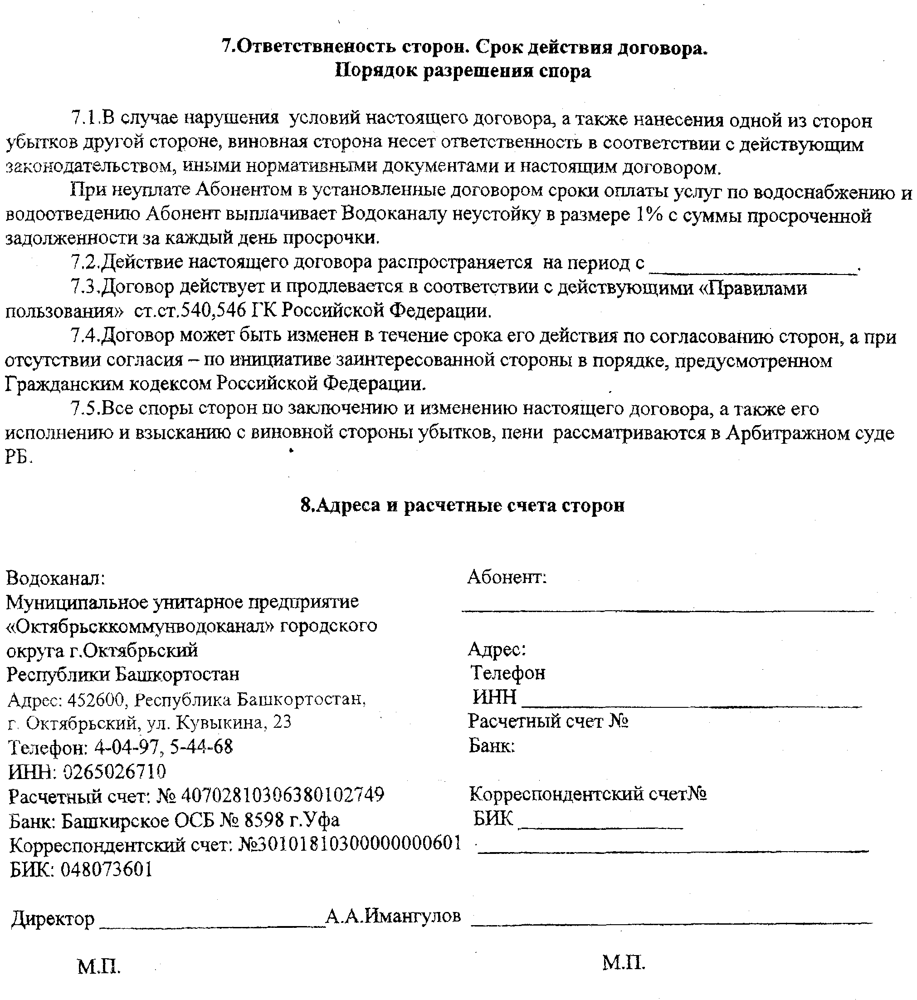 7.Ответствненость сторон. Срок действия договора.
Порядок разрешения спора
7.1.В случае нарушения условий настоящего договора, а также нанесения одной из сторон
убытков другой стороне, виновная сторона несет ответственность в соответствии с действующим
законодательством, иными нормативными документами и настоящим договором.
При неуплате Абонентом в установленные договором сроки оплаты услуг по водоснабжению и
водоотведению Абонент выплачивает Водоканалу неустойку в размере 1% с суммы просроченной
задолженности за каждый день просрочки.
7.2.Действие настоящего договора распространяется на период с ____________________.
7.3.Договор действует и продлевается в соответствии с действующими «Правилами
пользования» ст.ст.540,546 ГК Российской Федерации.
7.4.Договор может быть изменен в течение срока его действия по согласованию сторон, а при
отсутствии согласия – по инициативе заинтересованной стороны в порядке, предусмотренном
Гражданским кодексом Российской Федерации.
7.5.Все споры сторон по заключению и изменению настоящего договора, а также его
исполнению и взысканию с виновной стороны убытков, пени рассматриваются в Арбитражном суде
РБ.
8.Адреса и расчетные счета сторон
Водоканал:
Муниципальное унитарное предприятие
«Октябрьсккоммунводоканал» городского
округа г.Октябрьский
Республики Башкортостан
Адрес: 452600, Республика Башкортостан,
г. Октябрьский, ул. Кувыкина, 23
Телефон: 4-04-97, 5-44-68
ИНН: 0265026710
Расчетный счет: № 40702810306380102749
Банк: Башкирское ОСБ № 8598 г.Уфа
Корреспондентский счет: №30101810300000000601
БИК: 048073601
Директор ____________________А.А.Имангулов
М.П.
Абонент:
Адрес:
Телефон
ИНН ____________________
Расчетный счет №
Банк:
Корреспондентский счет№
БИК ____________________
М.П.